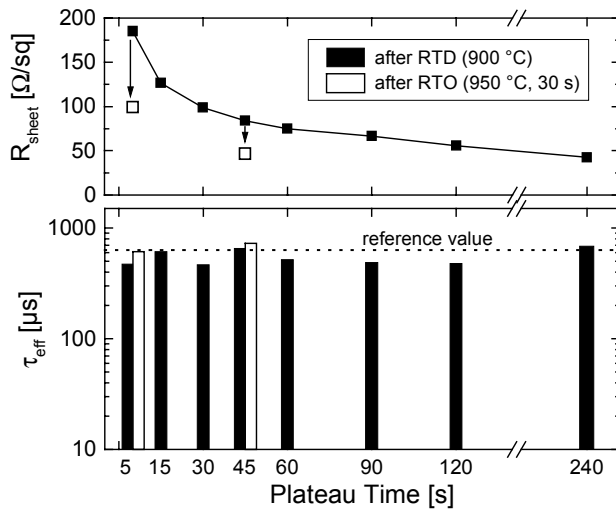 R_sheet [Ω/sq]
200
150
100
50
0
after RTD (900 °C)
after RTO (950 °C, 30 s)
τ_eff [µs]
1000
100
10
reference value
5 15 30 45 60 90 120 240
Plateau Time [s]